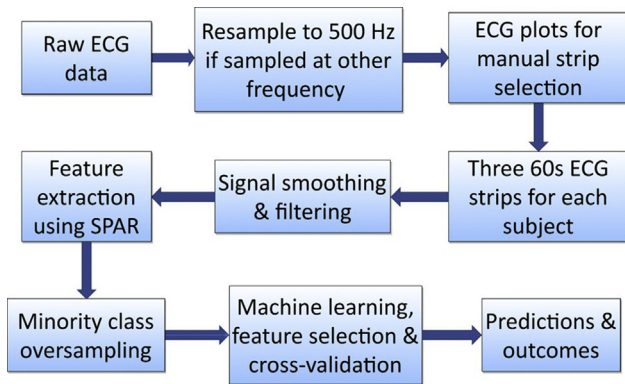 Raw ECG
data
Resample to 500 Hz
if sampled at other
frequency
ECG plots for
manual strip
selection
Three 60s ECG
strips for each
subject
Signal smoothing
& filtering
Feature
extraction
using SPAR
Minority class
oversampling
Machine learning,
feature selection &
cross-validation
Predictions &
outcomes